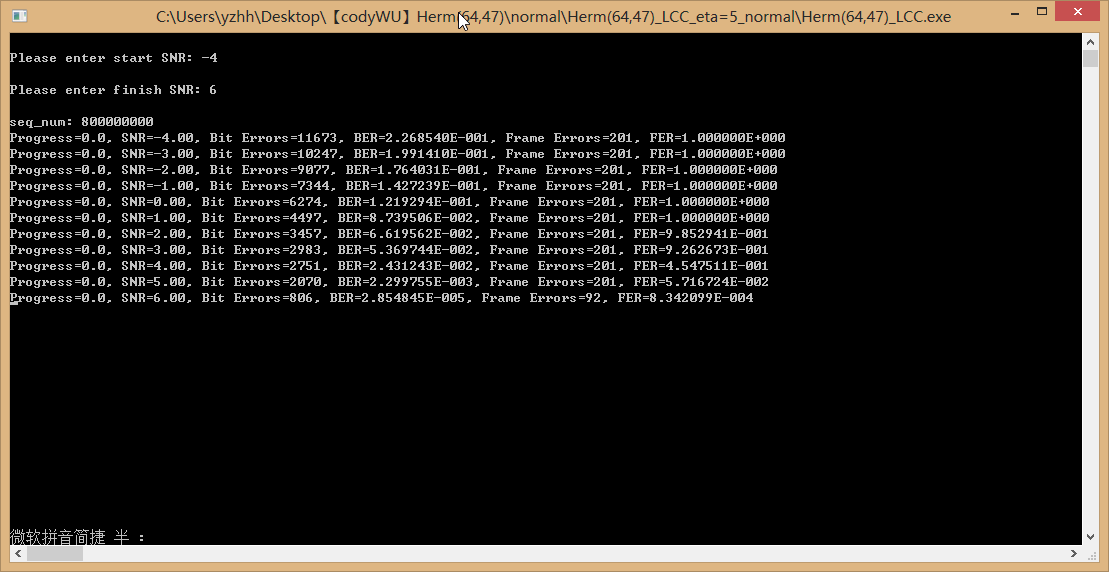 C:\Users\yzhh\Desktop\【codyWU】Herm(64,47)\normal\Herm(64,47)_LCC_eta=5_normal\Herm(64,47)_LCC.exe
Please enter start SNR: -4
Please enter finish SNR: 6
seq_num: 800000000
Progress=0.0, SNR=-4.00, Bit Errors=11673, BER=2.268540E-001, Frame Errors=201, FER=1.000000E+000
Progress=0.0, SNR=-3.00, Bit Errors=10247, BER=1.991410E-001, Frame Errors=201, FER=1.000000E+000
Progress=0.0, SNR=-2.00, Bit Errors=9077, BER=1.764031E-001, Frame Errors=201, FER=1.000000E+000
Progress=0.0, SNR=-1.00, Bit Errors=7344, BER=1.427239E-001, Frame Errors=201, FER=1.000000E+000
Progress=0.0, SNR=0.00, Bit Errors=6274, BER=1.219294E-001, Frame Errors=201, FER=1.000000E+000
Progress=0.0, SNR=1.00, Bit Errors=4497, BER=8.739506E-002, Frame Errors=201, FER=1.000000E+000
Progress=0.0, SNR=2.00, Bit Errors=3457, BER=6.619562E-002, Frame Errors=201, FER=9.852941E-001
Progress=0.0, SNR=3.00, Bit Errors=2983, BER=5.369744E-002, Frame Errors=201, FER=9.262673E-001
Progress=0.0, SNR=4.00, Bit Errors=2751, BER=2.431243E-002, Frame Errors=201, FER=4.547511E-001
Progress=0.0, SNR=5.00, Bit Errors=2070, BER=2.299755E-003, Frame Errors=201, FER=5.716724E-002
Progress=0.0, SNR=6.00, Bit Errors=806, BER=2.854845E-005, Frame Errors=92, FER=8.342099E-004
微软拼音简捷 半 :